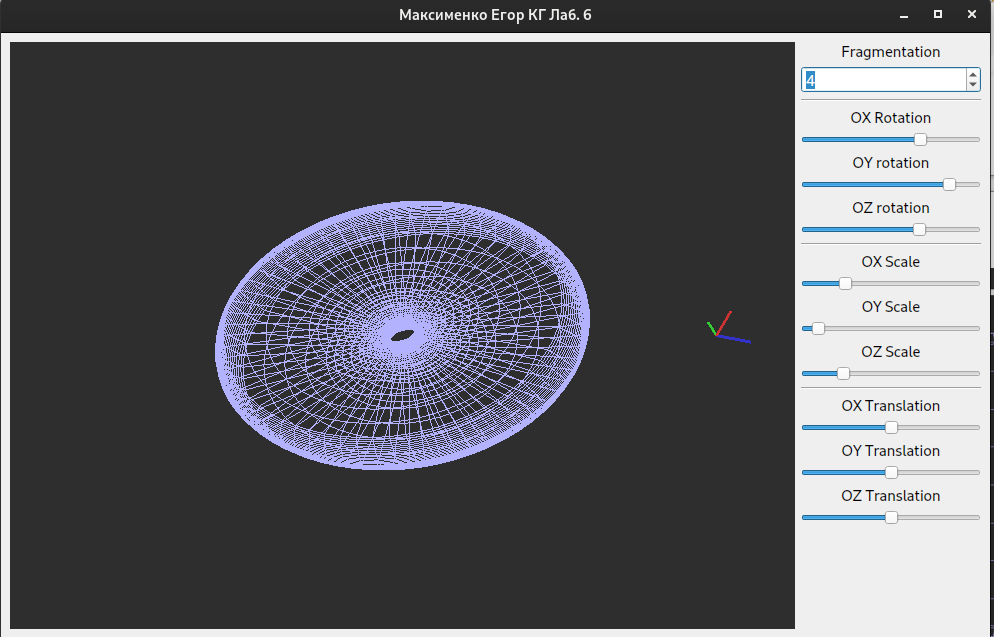 Максименко Егор КГ Лаб. 6
Fragmentation
4
OX Rotation
OY rotation
OZ rotation
OX Scale
OY Scale
OZ Scale
OX Translation
OY Translation
OZ Translation